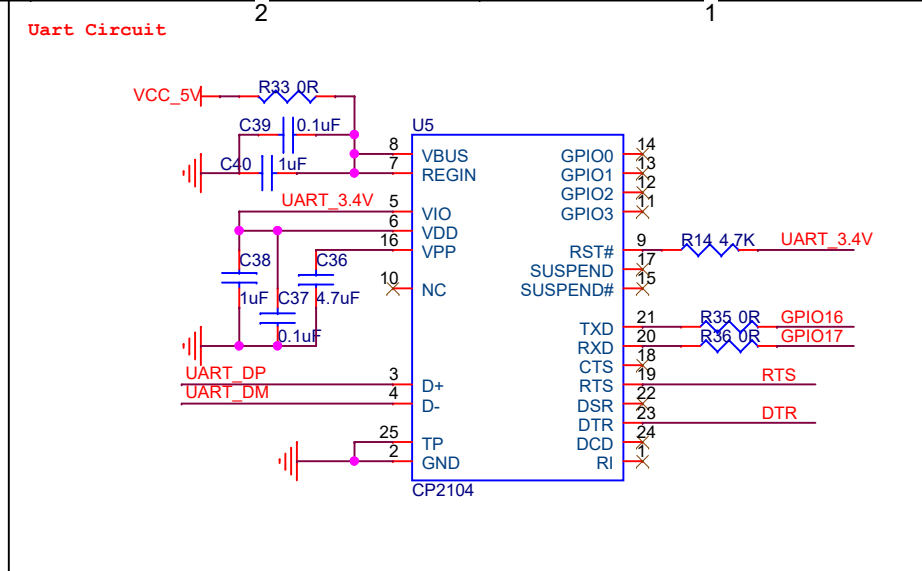 2
1
Uart Circuit
VCC_5V
R33 0R
C39
0.1uF
C40
1uF
U5
8
VBUS
7
REGIN
UART_3.4V
5
VIO
6
VDD
16
VPP
C38
1uF
C37
0.1uF
C36
4.7uF
10
NC
UART_DP
3
D+
UART_DM
4
D-
25
TP
2
GND
CP2104
GPIO0
14
GPIO1
13
GPIO2
12
GPIO3
11
RST#
9
R14 4.7K
UART_3.4V
SUSPEND
17
SUSPEND#
15
TXD
21
R35 0R
GPIO16
RXD
20
R36 0R
GPIO17
CTS
18
RTS
19
RTS
DSR
22
DTR
23
DTR
DCD
24
RI
1